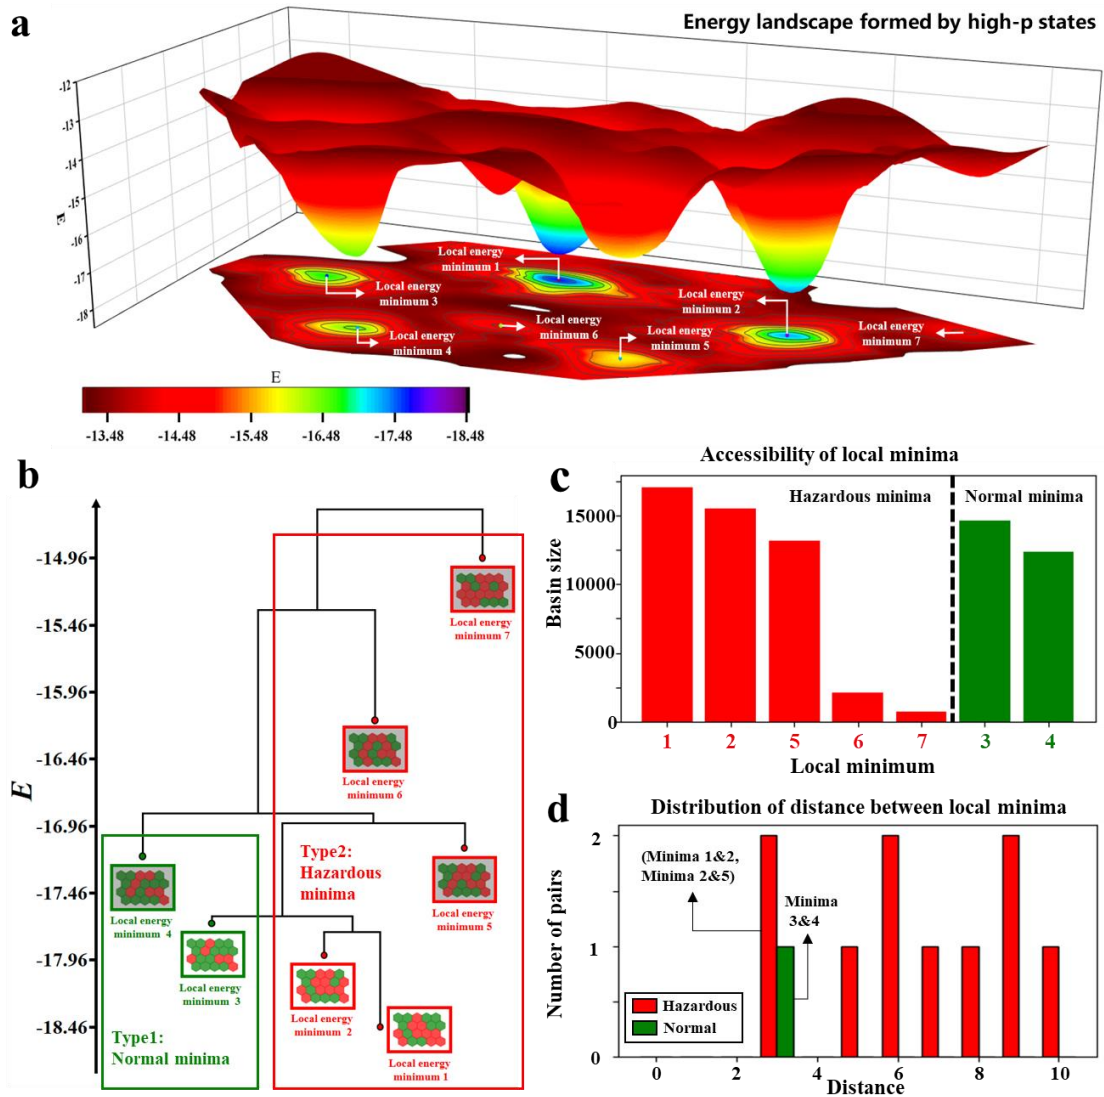 a
Energy landscape formed by high-p states
-12
-13
-14
-15
E
-16
-17
-18
Local energy
minimum 1
Local energy
minimum 3
Local energy
minimum 2
Local energy
minimum 6
Local energy
minimum 5
Local energy
minimum 7
Local energy
minimum 4
E
-13.48
-14.48
-15.48
-16.48
-17.48
-18.48
b
E
-14.96
-15.46
-15.96
-16.46
-16.96
-17.46
-17.96
-18.46
Local energy
minimum 7
Local energy
minimum 6
Type2:
Hazardous
minima
Local energy
minimum 5
Local energy
minimum 4
Local energy
minimum 3
Local energy
minimum 2
Local energy
minimum 1
Type1:
Normal minima
c
Accessibility of local minima
Hazardous minima
Normal minima
Basin size
15000
10000
5000
0
1
2
5
6
7
3
4
Local minimum
d
Distribution of distance between local minima
Number of pairs
2
1
0
(Minima 1&2,
Minima 2&5)
Minima
3&4
Hazardous
Normal
0
2
4
6
8
10
Distance